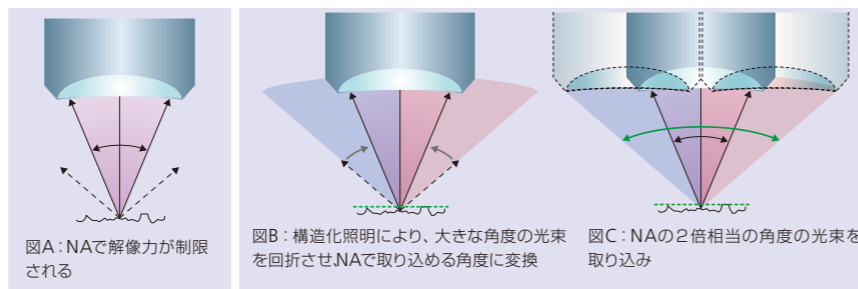 図A:NAで解像力が制限
される
図B:構造化照明により、大きな角度の光束
を回折させ、NAで取り込める角度に変換
図C:NAの2倍相当の角度の光束を
取り込み